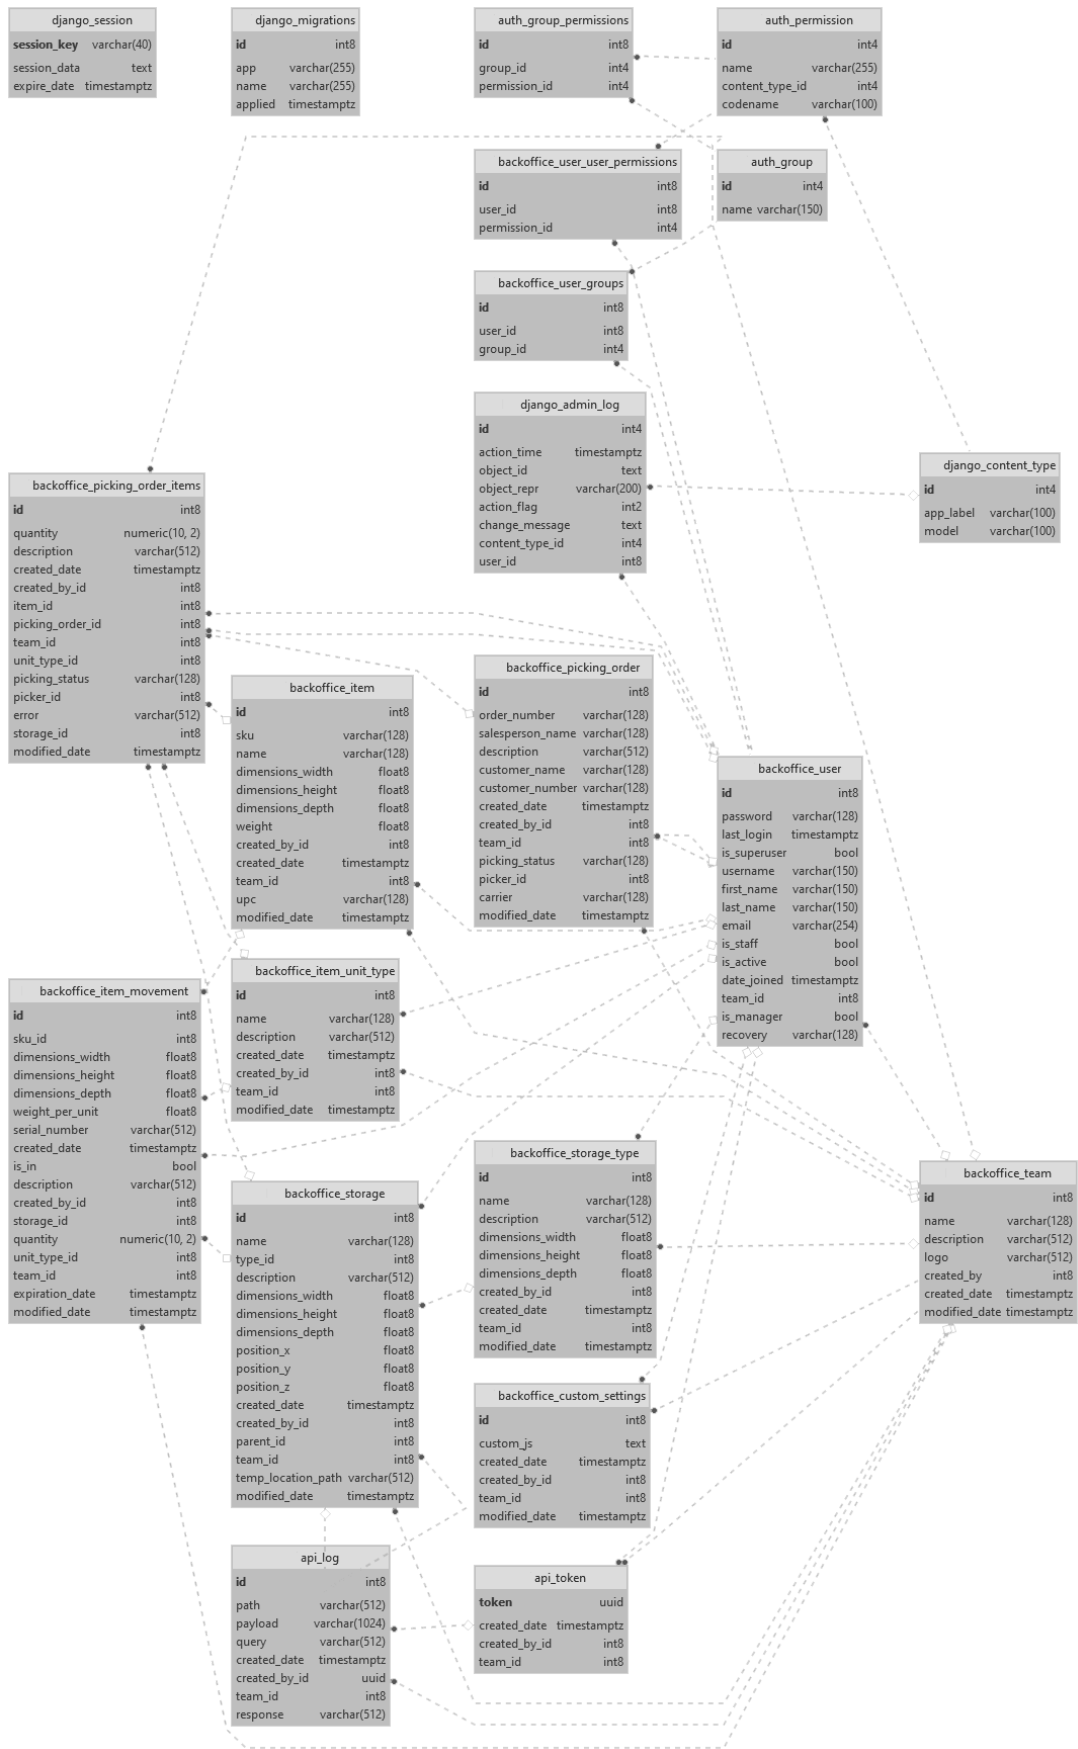 django_session
session_key varchar(40)
session_data text
expire_date timestamptz
django_migrations
id int8
app varchar(255)
name varchar(255)
applied timestamptz
auth_group_permissions
id int8
group_id int4
permission_id int4
auth_permission
id int4
name varchar(255)
content_type_id int4
codename varchar(100)
backoffice_user_user_permissions
id int8
user_id int8
permission_id int4
auth_group
id int4
name varchar(150)
backoffice_user_groups
id int8
user_id int8
group_id int4
django_admin_log
id int4
action_time timestamptz
object_id text
object_repr varchar(200)
action_flag int2
change_message text
content_type_id int4
user_id int8
django_content_type
id int4
app_label varchar(100)
model varchar(100)
backoffice_picking_order_items
id int8
quantity numeric(10, 2)
description varchar(512)
created_date timestamptz
created_by_id int8
item_id int8
picking_order_id int8
team_id int8
unit_type_id int8
picking_status varchar(128)
picker_id int8
error varchar(512)
storage_id int8
modified_date timestamptz
backoffice_item
id int8
sku varchar(128)
name varchar(128)
dimensions_width float8
dimensions_height float8
dimensions_depth float8
weight float8
created_by_id int8
created_date timestamptz
team_id int8
upc varchar(128)
modified_date timestamptz
backoffice_picking_order
id int8
order_number varchar(128)
salesperson_name varchar(128)
description varchar(512)
customer_name varchar(128)
customer_number varchar(128)
created_date timestamptz
created_by_id int8
team_id int8
picking_status varchar(128)
picker_id int8
carrier varchar(128)
modified_date timestamptz
backoffice_user
id int8
password varchar(128)
last_login timestamptz
is_superuser bool
username varchar(150)
first_name varchar(150)
last_name varchar(150)
email varchar(254)
is_staff bool
is_active bool
date_joined timestamptz
team_id int8
is_manager bool
recovery varchar(128)
backoffice_item_movement
id int8
sku_id int8
dimensions_width float8
dimensions_height float8
dimensions_depth float8
weight_per_unit float8
serial_number varchar(512)
created_date timestamptz
is_in bool
description varchar(512)
created_by_id int8
storage_id int8
quantity numeric(10, 2)
unit_type_id int8
team_id int8
expiration_date timestamptz
modified_date timestamptz
backoffice_item_unit_type
id int8
name varchar(128)
description varchar(512)
created_date timestamptz
created_by_id int8
team_id int8
modified_date timestamptz
backoffice_storage_type
id int8
name varchar(128)
description varchar(512)
dimensions_width float8
dimensions_height float8
dimensions_depth float8
created_by_id int8
created_date timestamptz
team_id int8
modified_date timestamptz
backoffice_team
id int8
name varchar(128)
description varchar(512)
logo varchar(512)
created_by int8
created_date timestamptz
modified_date timestamptz
backoffice_storage
id int8
name varchar(128)
type_id int8
description varchar(512)
dimensions_width float8
dimensions_height float8
dimensions_depth float8
position_x float8
position_y float8
position_z float8
created_date timestamptz
created_by_id int8
parent_id int8
team_id int8
temp_location_path varchar(512)
modified_date timestamptz
backoffice_custom_settings
id int8
custom_js text
created_date timestamptz
created_by_id int8
team_id int8
modified_date timestamptz
api_log
id int8
path varchar(512)
payload varchar(1024)
query varchar(512)
created_date timestamptz
created_by_id uuid
team_id int8
response varchar(512)
api_token
token uuid
created_date timestamptz
created_by_id int8
team_id int8